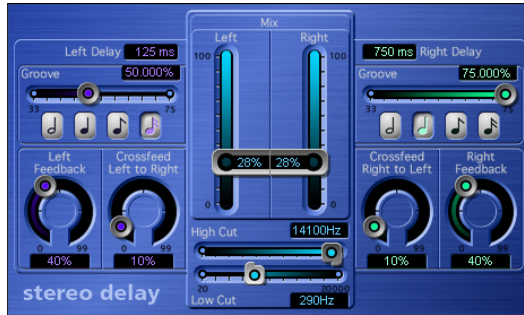 Mix
Left Delay 125 ms
Left Right
750 ms Right Delay
Groove 50.000%
100 100
Groove 75.000%
33 75
33 75
Left Feedback
Crossfeed Left to Right
28% 28%
Crossfeed Right to Left
Right Feedback
0 0
0 99
0 99
0 99
0 99
40%
10%
10%
40%
High Cut 14100Hz
20 20000
Low Cut 290Hz
stereo delay